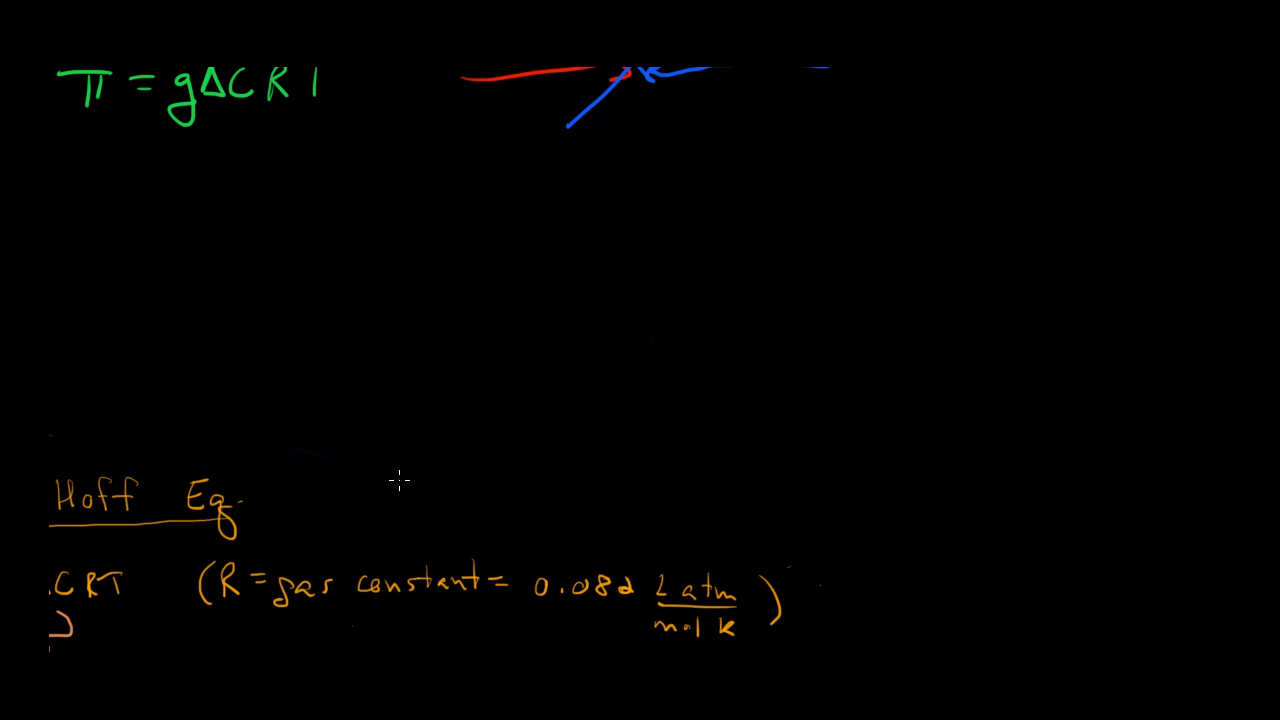 π = gΔCRT
Hoff Eq.
.CRT (R = gas constant = 0.082 L atm / mol K)